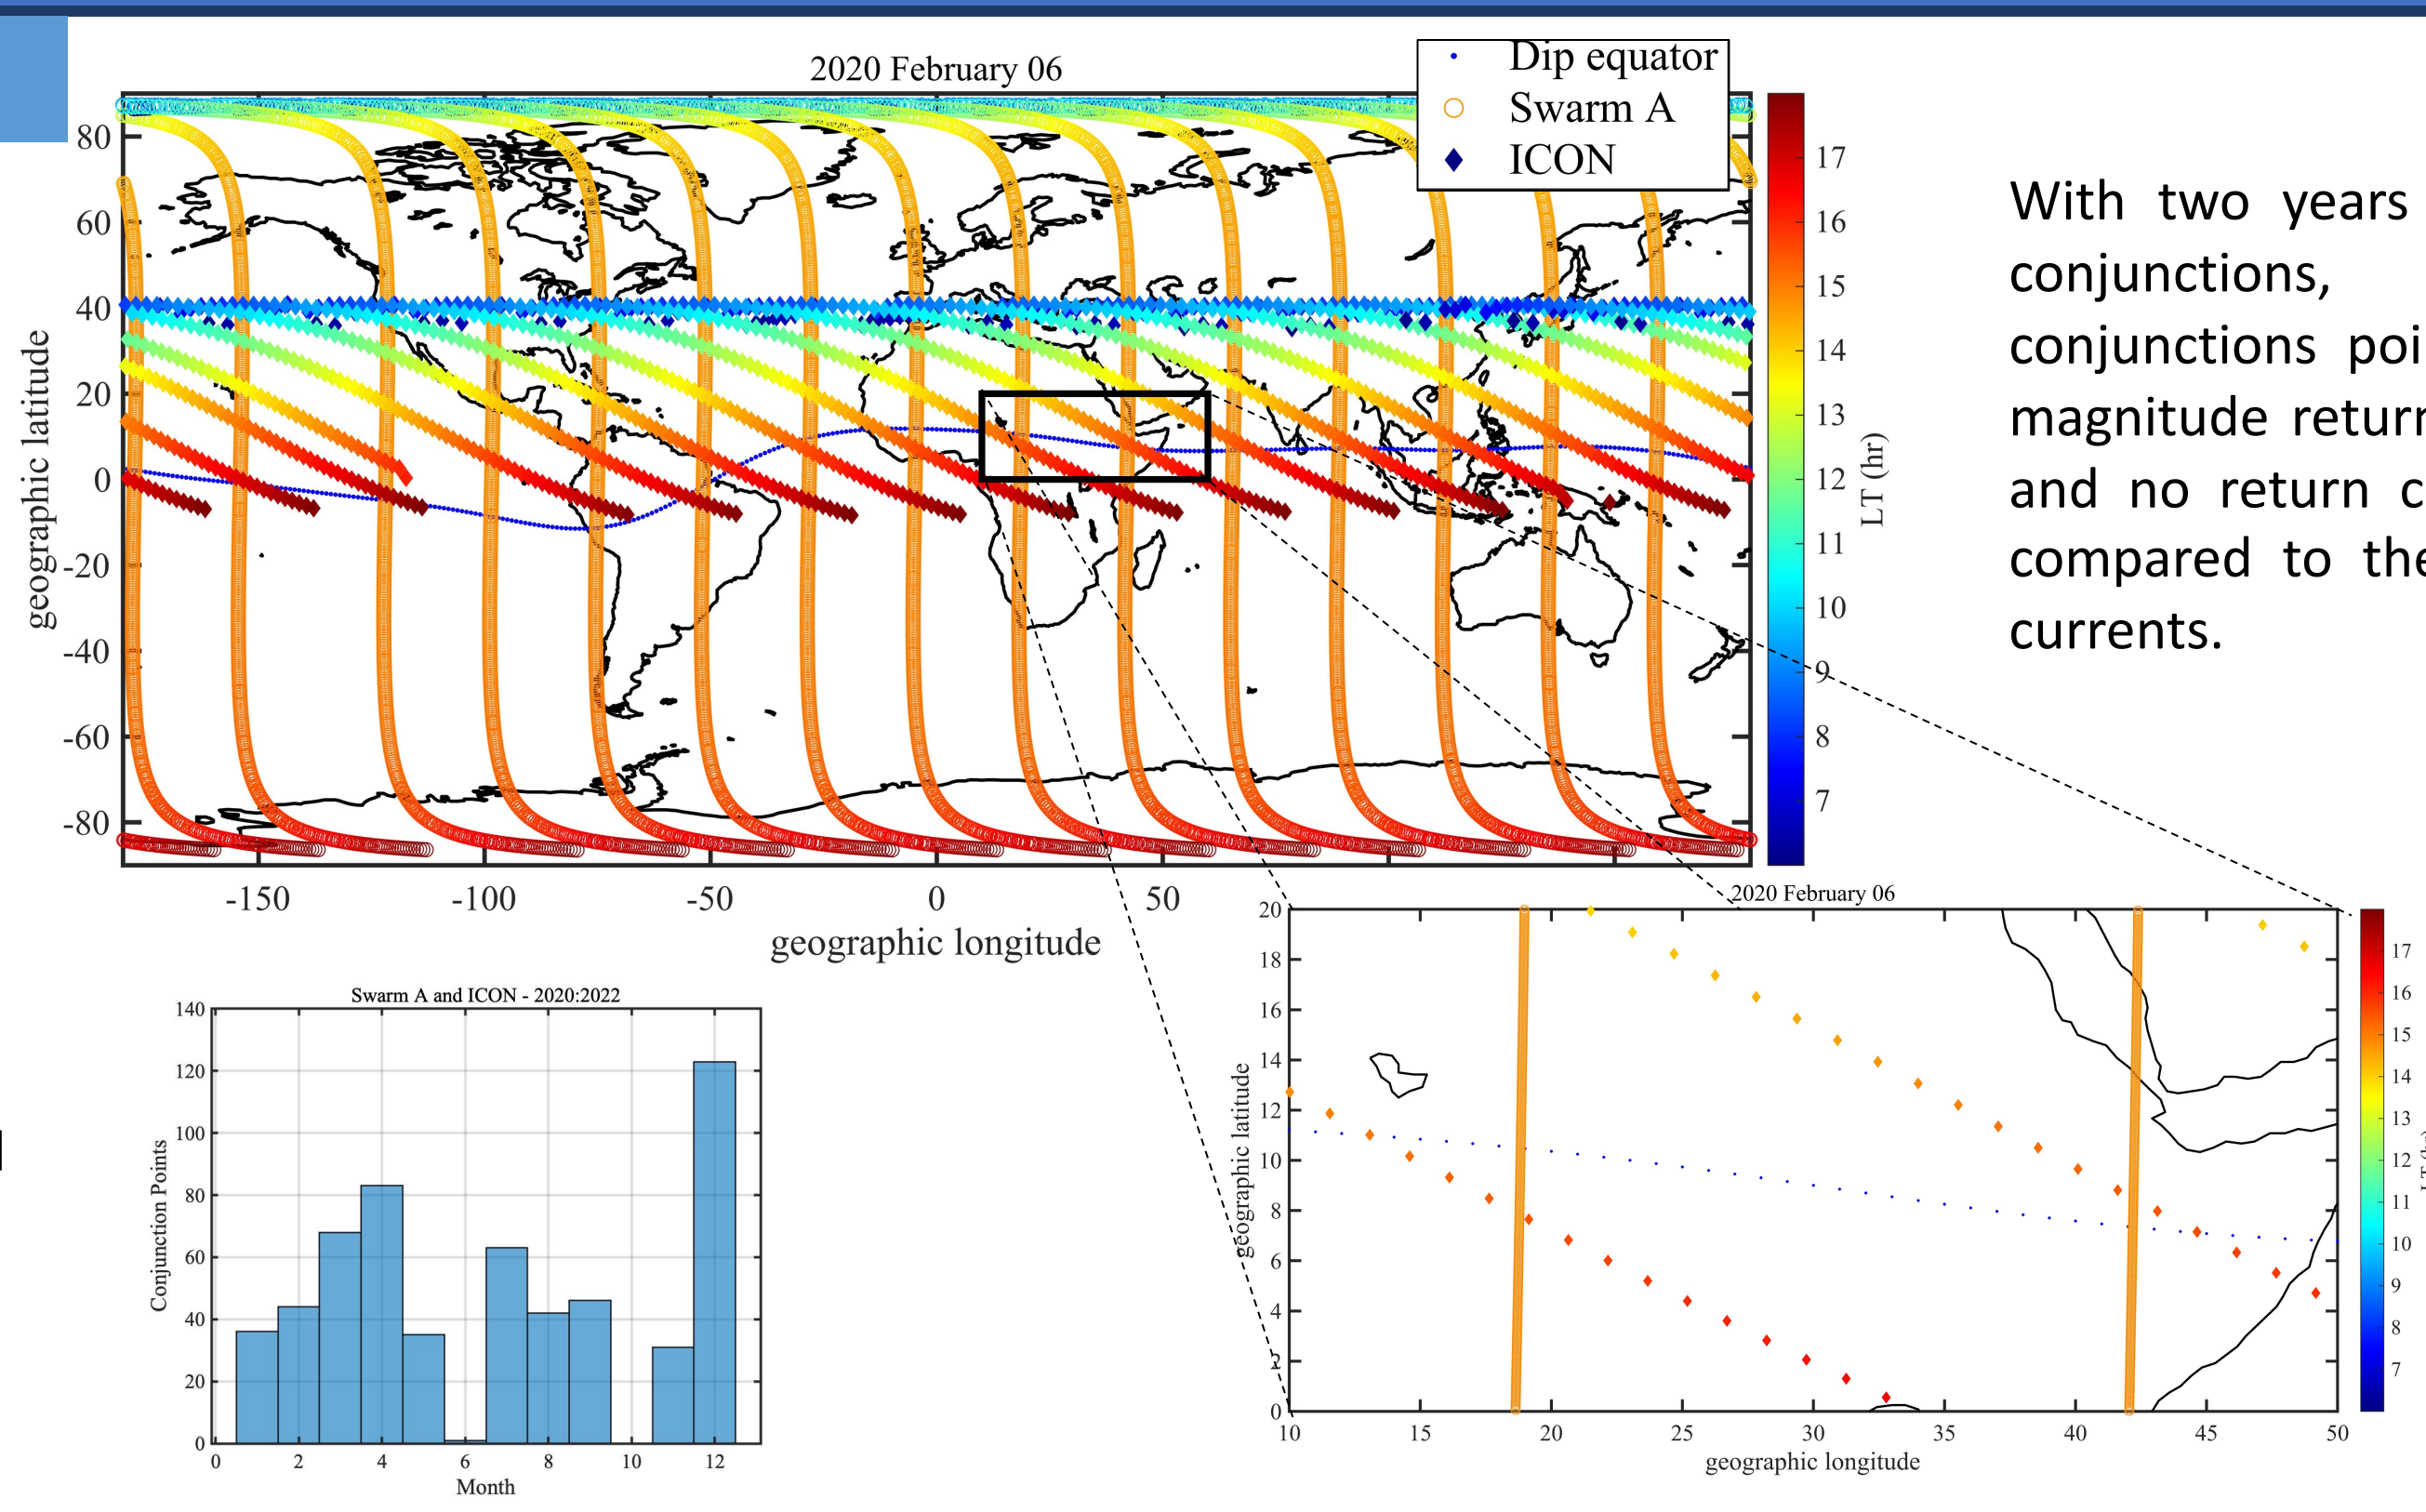 2020 February 06
Dip equator
Swarm A
ICON
80
60
40
20
0
-20
-40
-60
-80
geographic latitude
-150
-100
-50
0
50
geographic longitude
17
16
15
14
13
12
11
10
9
8
7
LT (hr)
With two years
conjunctions,
conjunctions
magnitude
and no return
compared to
currents.
Swarm A and ICON - 2020:2022
140
120
100
80
60
40
20
0
Conjunction Points
0 2 4 6 8 10 12
Month
2020 February 06
20
18
16
14
12
10
8
6
4
2
0
geographic latitude
10 15 20 25 30 35 40 45 50
geographic longitude
17
16
15
14
13
12
11
10
9
8
7